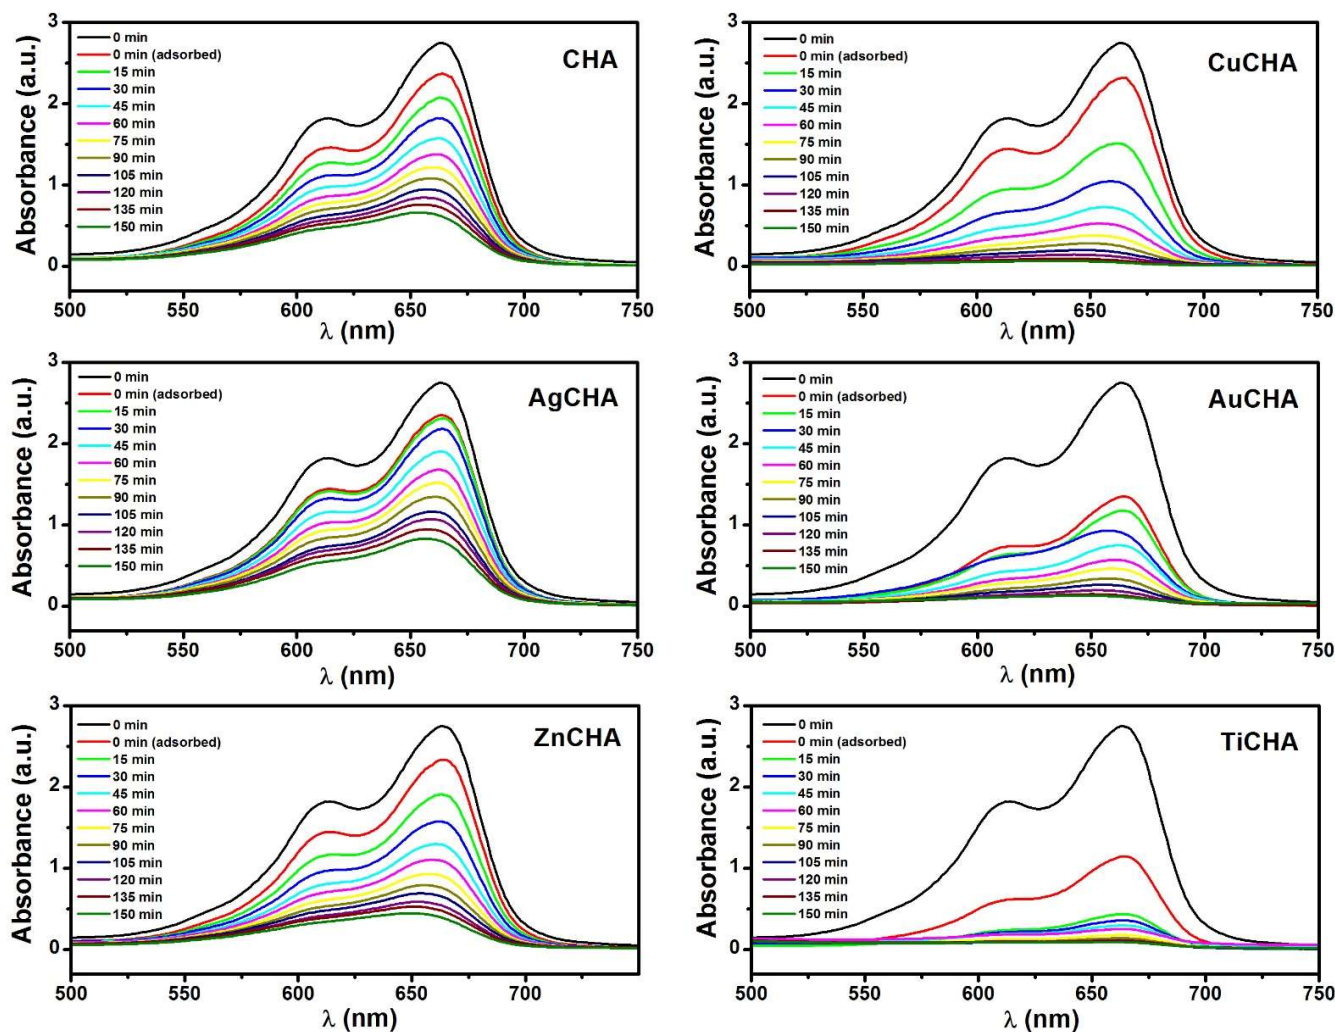 Absorbance (a.u.)
3
2
1
0
0 min
0 min (adsorbed)
15 min
30 min
45 min
60 min
75 min
90 min
105 min
120 min
135 min
150 min
CHA
500 550 600 650 700 750
λ (nm)
Absorbance (a.u.)
3
2
1
0
0 min
0 min (adsorbed)
15 min
30 min
45 min
60 min
75 min
90 min
105 min
120 min
135 min
150 min
CuCHA
500 550 600 650 700 750
λ (nm)
Absorbance (a.u.)
3
2
1
0
0 min
0 min (adsorbed)
15 min
30 min
45 min
60 min
75 min
90 min
105 min
120 min
135 min
150 min
AgCHA
500 550 600 650 700 750
λ (nm)
Absorbance (a.u.)
3
2
1
0
0 min
0 min (adsorbed)
15 min
30 min
45 min
60 min
75 min
90 min
105 min
120 min
135 min
150 min
AuCHA
500 550 600 650 700 750
λ (nm)
Absorbance (a.u.)
3
2
1
0
0 min
0 min (adsorbed)
15 min
30 min
45 min
60 min
75 min
90 min
105 min
120 min
135 min
150 min
ZnCHA
500 550 600 650 700
λ (nm)
Absorbance (a.u.)
3
2
1
0
0 min
0 min (adsorbed)
15 min
30 min
45 min
60 min
75 min
90 min
105 min
120 min
135 min
150 min
TiCHA
500 550 600 650 700 750
λ (nm)